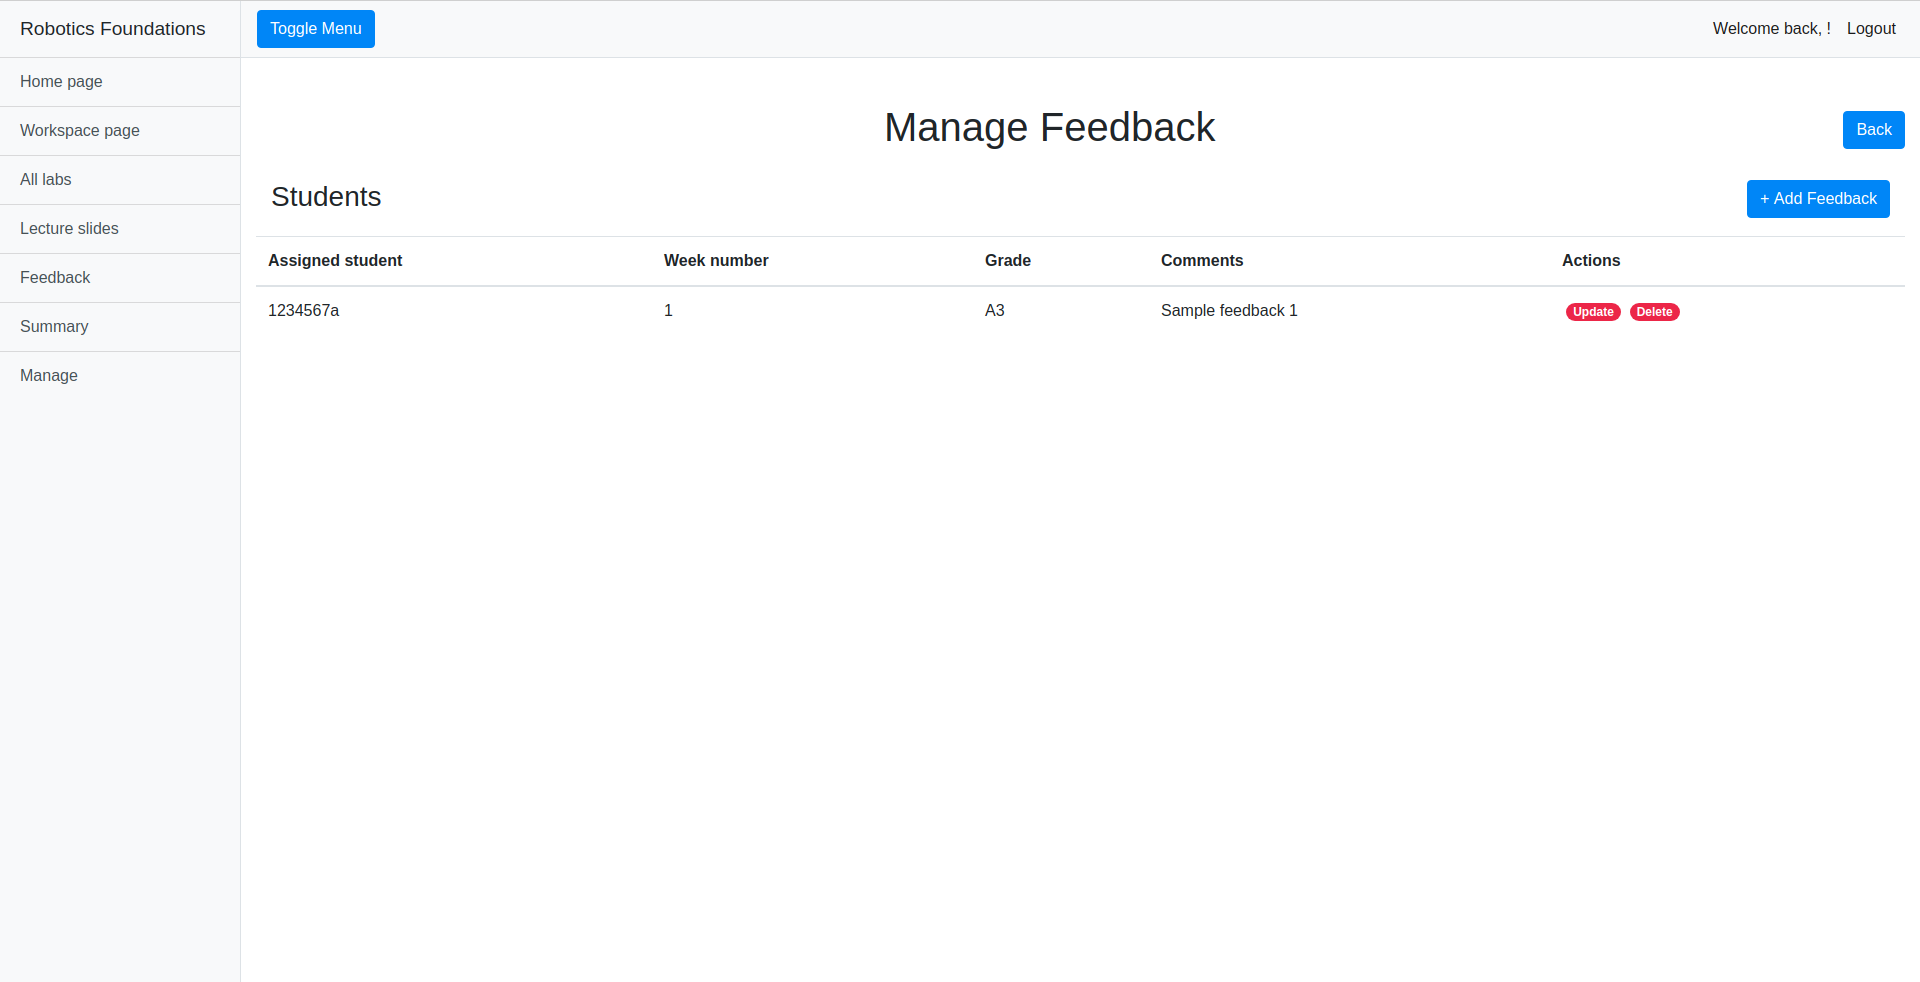 Robotics Foundations
Toggle Menu
Welcome back, !
Logout
Home page
Workspace page
All labs
Lecture slides
Feedback
Summary
Manage
Manage Feedback
Back
Students
+ Add Feedback
Assigned student Week number Grade Comments Actions
1234567a 1 A3 Sample feedback 1 Update Delete